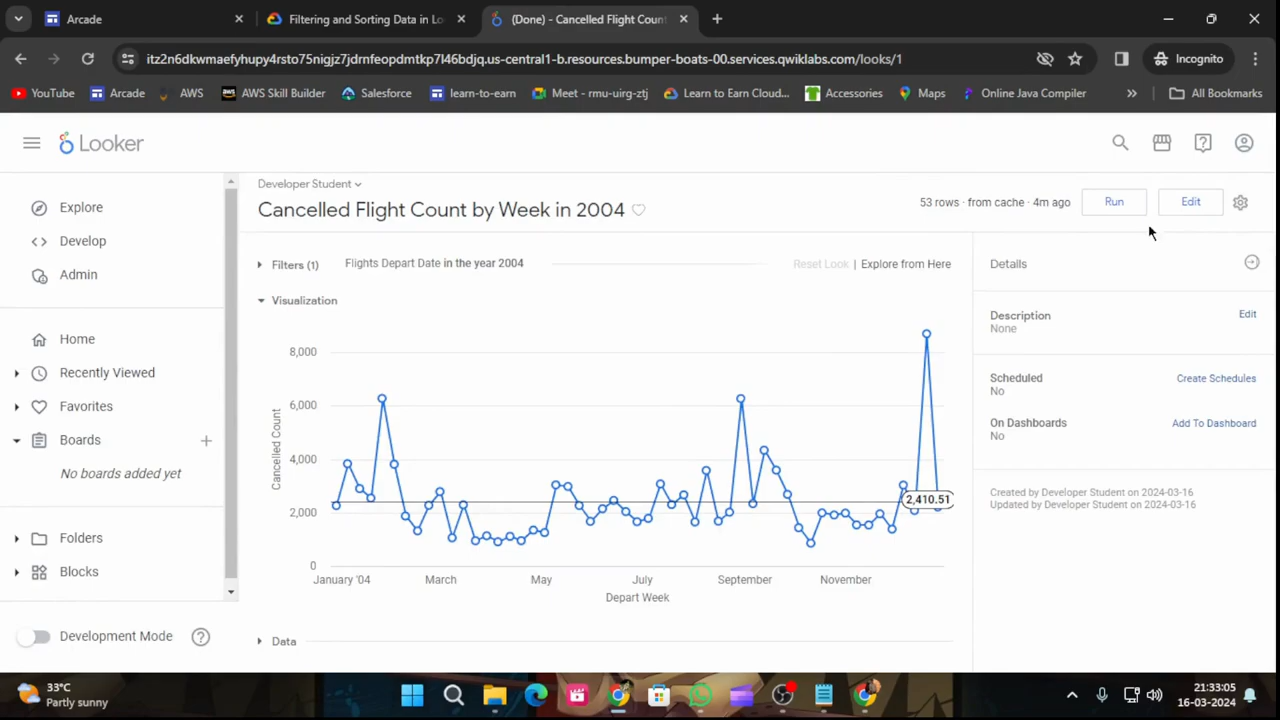 Arcade
Filtering and Sorting Data in Lo
(Done) - Cancelled Flight Count
itz2n6dkwmaefyhupy4rsto75nigjz7jdrnfeopdmtkp7l46bdjq.us-central1-b.resources.bumper-boats-00.services.qwiklabs.com/looks/1
Incognito
YouTube Arcade AWS AWS Skill Builder Salesforce learn-to-earn Meet - rmu-uirg-ztj Learn to Earn Cloud... Accessories Maps Online Java Compiler » All Bookmarks
Looker
Explore
Develop
Admin
Home
Recently Viewed
Favorites
Boards
No boards added yet
Folders
Blocks
Development Mode
Developer Student
Cancelled Flight Count by Week in 2004
53 rows · from cache · 4m ago
Run
Edit
Filters (1)
Flights Depart Date in the year 2004
Reset Look | Explore from Here
Visualization
8,000
6,000
4,000
2,000
0
Cancelled Count
2,410.51
January '04 March May July September November
Depart Week
Data
Details
Description
Edit
None
Scheduled
Create Schedules
No
On Dashboards
Add To Dashboard
No
Created by Developer Student on 2024-03-16
Updated by Developer Student on 2024-03-16
33°C
Partly sunny
21:33:05
16-03-2024